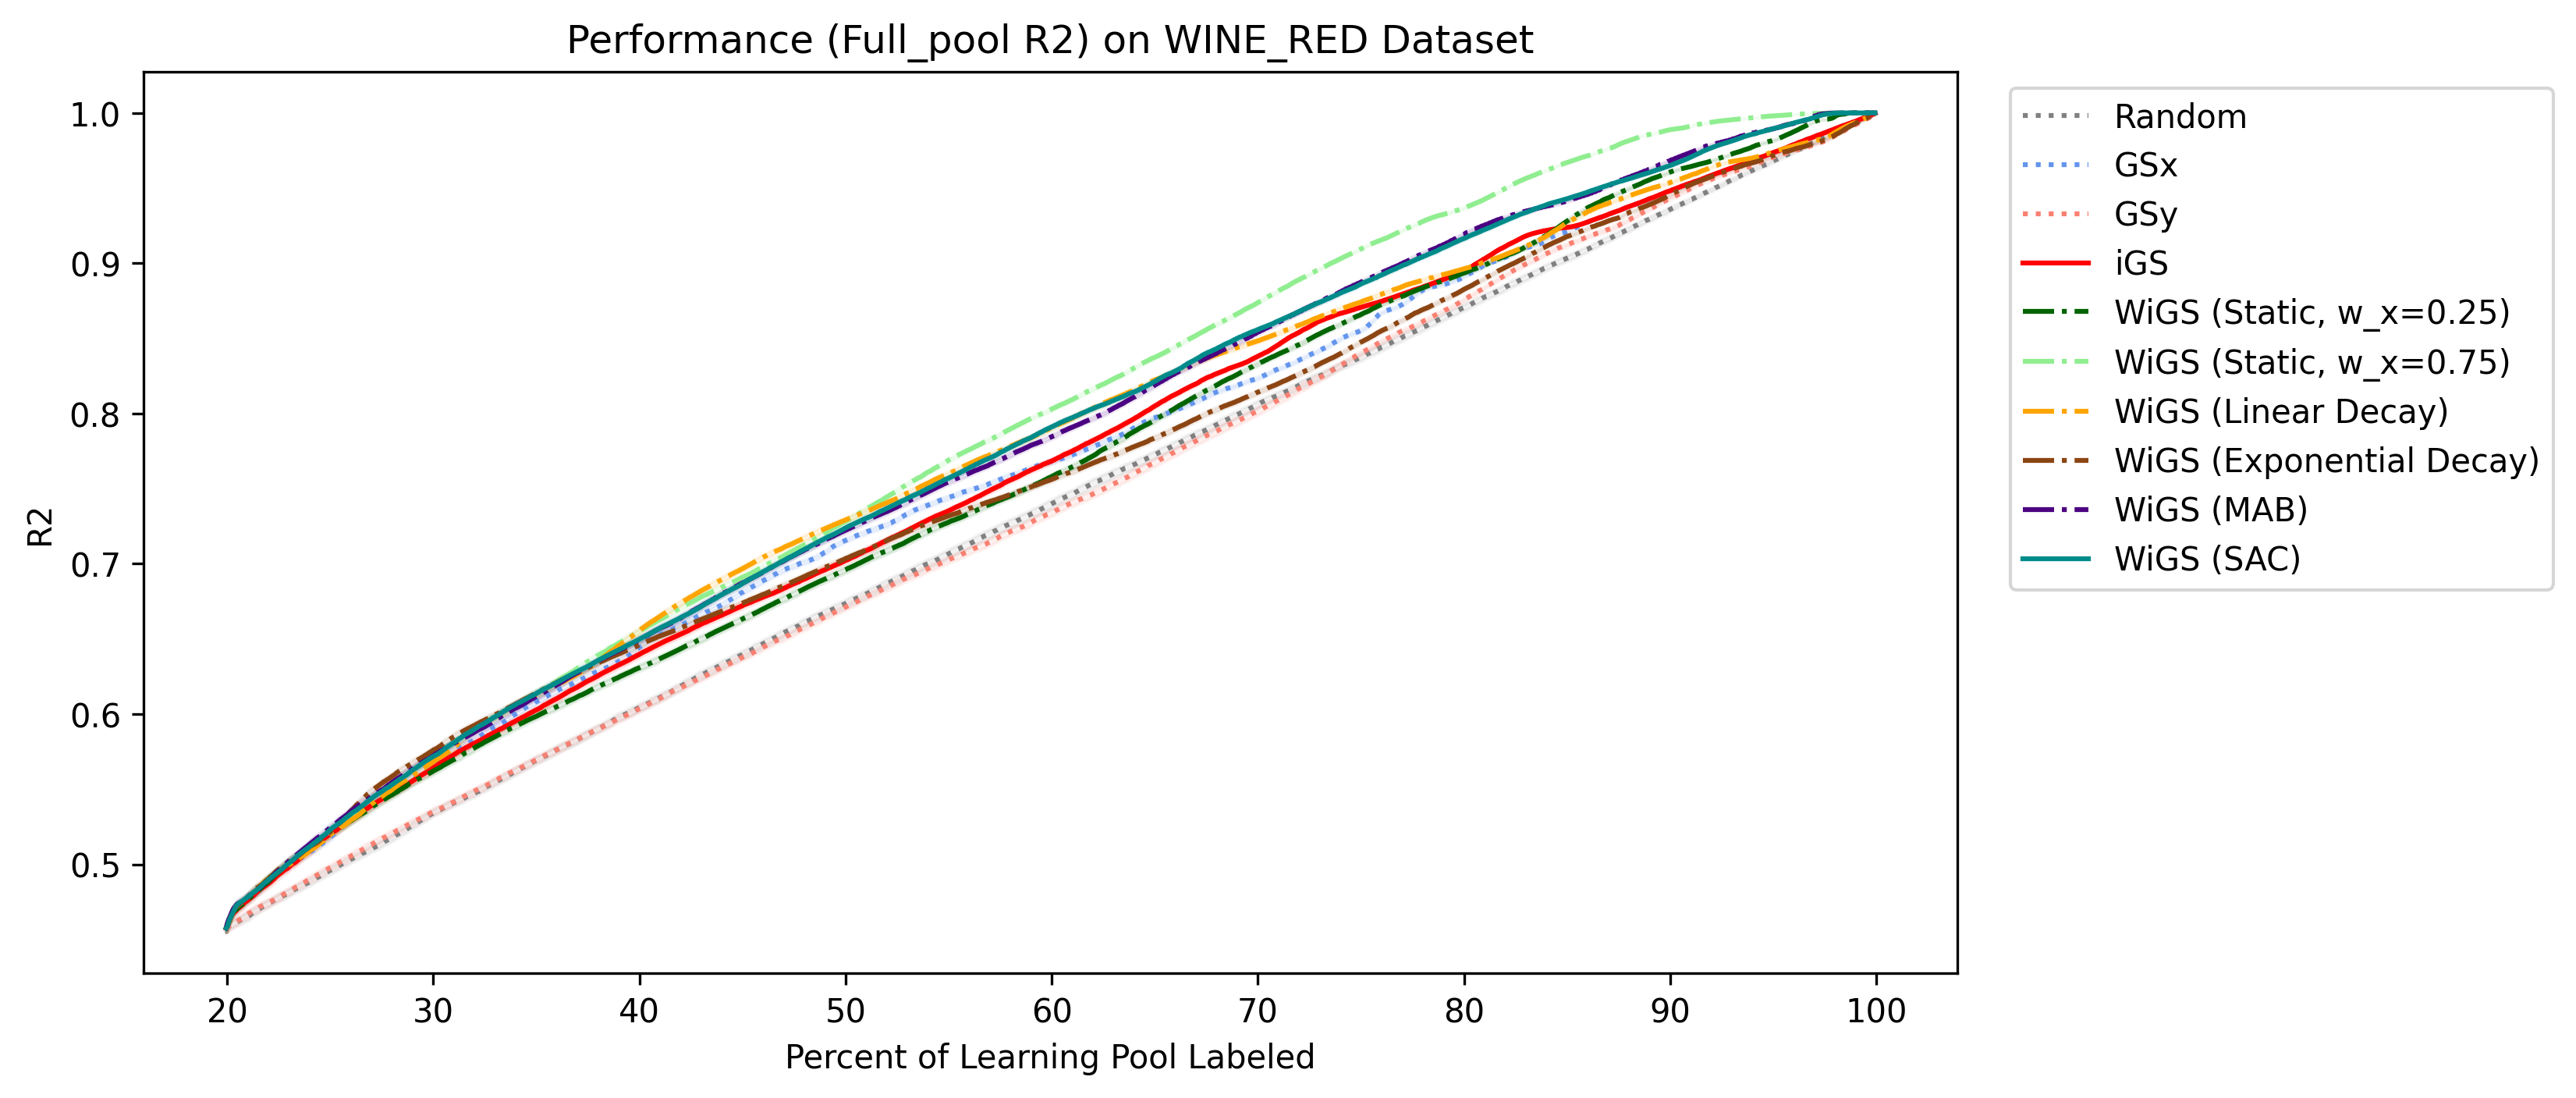 Performance (Full_pool R2) on WINE_RED Dataset
1.0
0.9
0.8
0.7
0.6
0.5
R2
20 30 40 50 60 70 80 90 100
Percent of Learning Pool Labeled
Random
GSx
GSy
iGS
WiGS (Static, w_x=0.25)
WiGS (Static, w_x=0.75)
WiGS (Linear Decay)
WiGS (Exponential Decay)
WiGS (MAB)
WiGS (SAC)